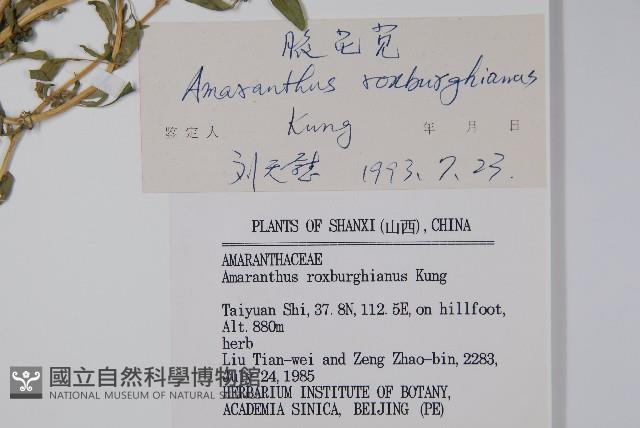 腋花苋
Amaranthus roxburghianus
Kung
鉴定人 年 月 日
刘天慰 1993.7.23.
PLANTS OF SHANXI(山西), CHINA
AMARANTHACEAE
Amaranthus roxburghianus Kung
Taiyuan Shi, 37.8N, 112.5E, on hillfoot,
Alt. 880m
herb
Liu Tian-wei and Zeng Zhao-bin, 2283,
24, 1985
HERBARIUM INSTITUTE OF BOTANY,
ACADEMIA SINICA, BEIJING (PE)
國立自然科學博物館
NATIONAL MUSEUM OF NATURAL